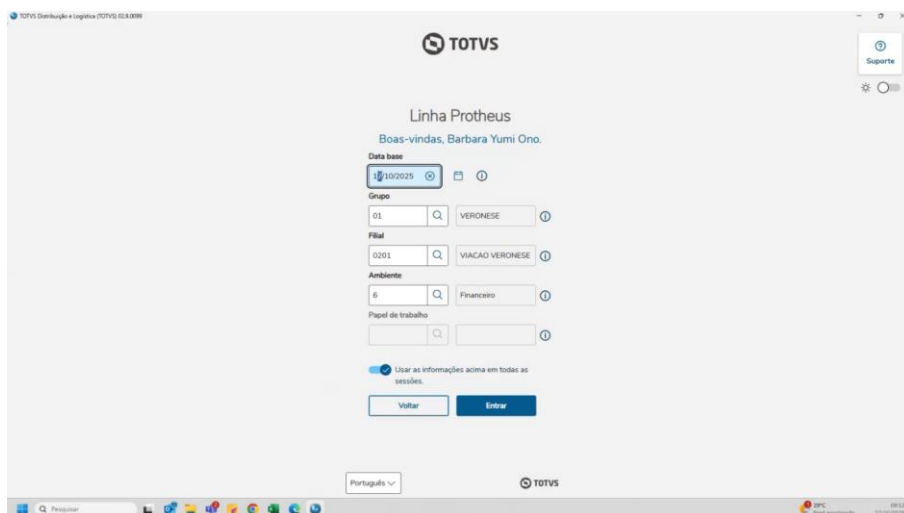 TOTVS Distribuição e Logística (TOTVS) 02.9.0099
TOTVS
Suporte
Linha Protheus
Boas-vindas, Barbara Yumi Ono.
Data base
/10/2025
Grupo
01 VERONESE
Filial
0201 VIACAO VERONESE
Ambiente
6 Financeiro
Papel de trabalho
Usar as informações acima em todas as
sessões.
Voltar Entrar
Português TOTVS
Pesquisar
29°C